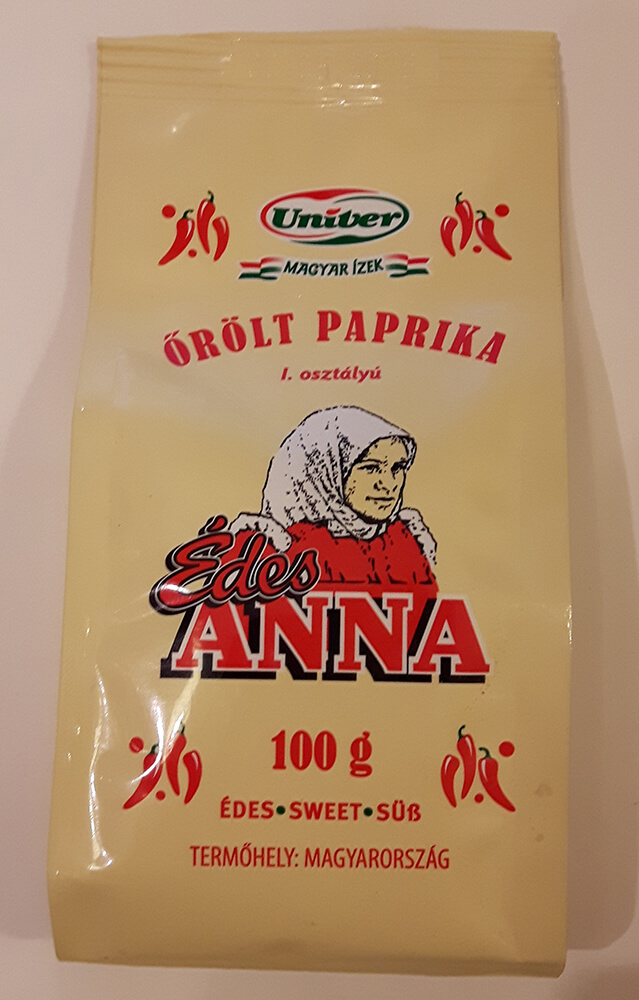 Univer
MAGYAR ÍZEK
ŐRÖLT PAPRIKA
I. osztályú
Édes
ANNA
100 g
ÉDES•SWEET•SÜß
TERMŐHELY: MAGYARORSZÁG